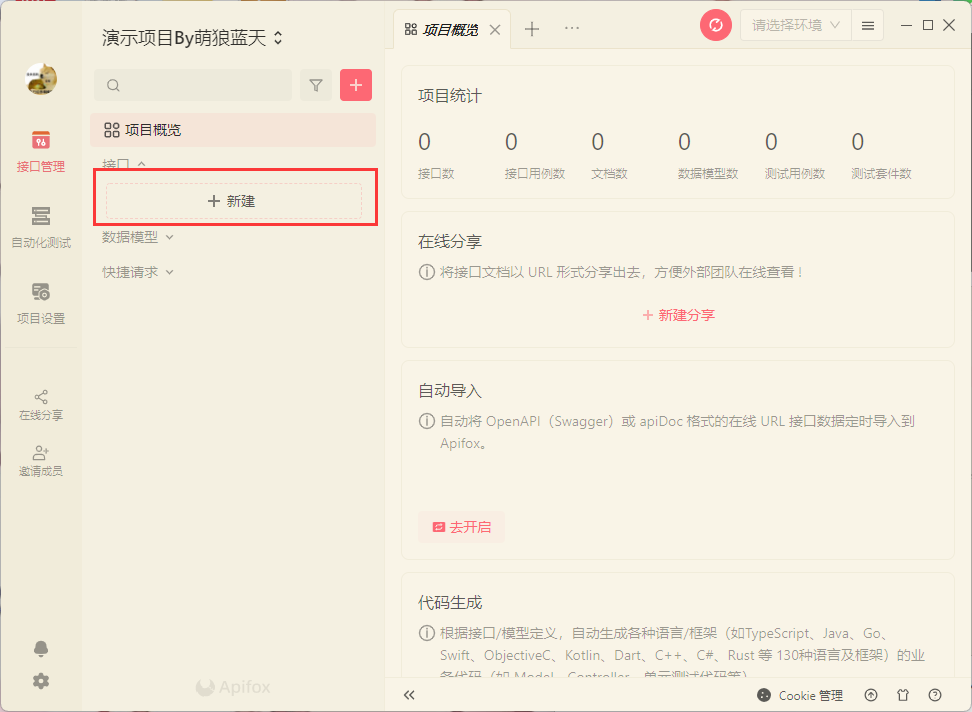 演示项目By萌狼蓝天
项目概览
请选择环境
项目概览
接口
新建
数据模型
快捷请求
接口管理
自动化测试
项目设置
在线分享
邀请成员
Apifox
项目统计
0 0 0 0 0 0
接口数 接口用例数 文档数 数据模型数 测试用例数 测试套件数
在线分享
将接口文档以 URL 形式分享出去，方便外部团队在线查看！
新建分享
自动导入
自动将 OpenAPI（Swagger）或 apiDoc 格式的在线 URL 接口数据定时导入到
Apifox。
去开启
代码生成
根据接口/模型定义，自动生成各种语言/框架（如TypeScript、Java、Go、
Swift、ObjectiveC、Kotlin、Dart、C++、C#、Rust 等 130种语言及框架）的业
务代码（如 Model、Controller、单元测试代码等）
Cookie 管理